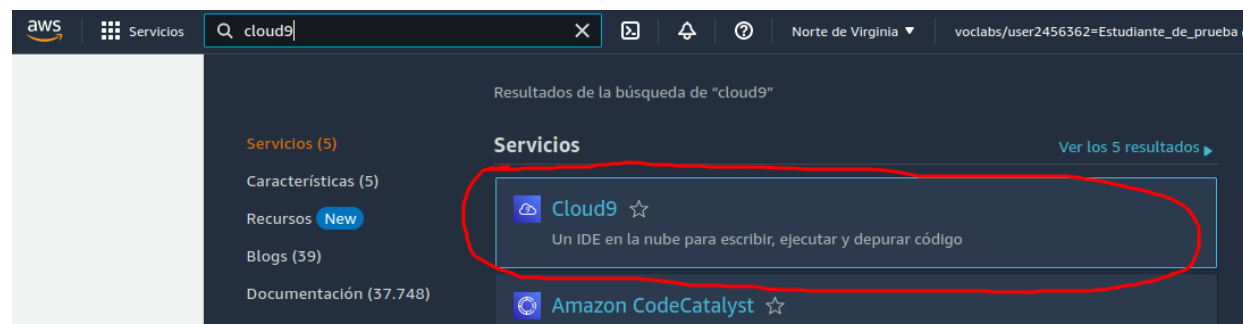 aws
Servicios
cloud9
Norte de Virginia ▼
voclabs/user2456362=Estudiante_de_prueba
Resultados de la búsqueda de “cloud9”
Servicios (5)
Características (5)
Recursos New
Blogs (39)
Documentación (37.748)
Servicios
Ver los 5 resultados ▶
Cloud9
Un IDE en la nube para escribir, ejecutar y depurar código
Amazon CodeCatalyst